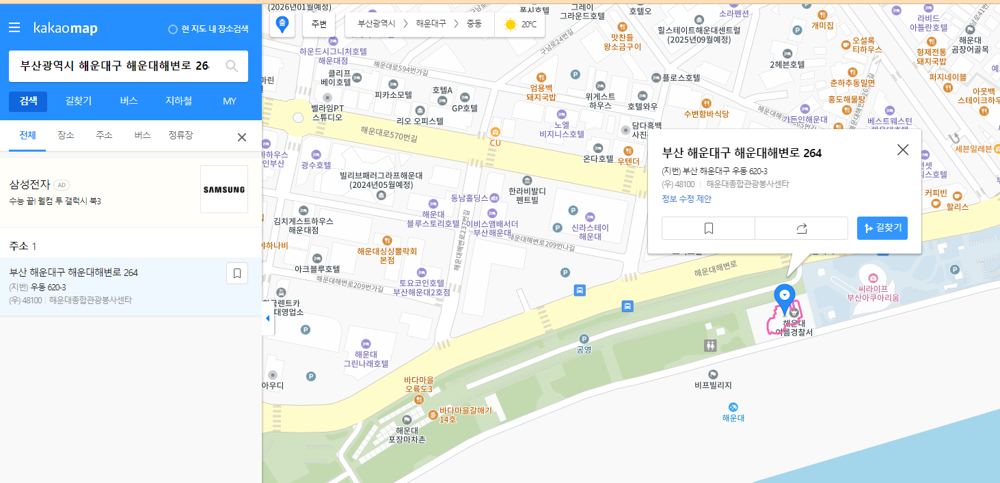 kakaomap
현 지도 내 장소검색
부산광역시 해운대구 해운대해변로 26
검색
길찾기
버스
지하철
MY
전체
장소
주소
버스
정류장
삼성전자 AD
수능 끝! 웰컴 투 갤럭시 북3
SAMSUNG
주소 1
부산 해운대구 해운대해변로 264
(지번) 우동 620-3
(우) 48100 해운대종합관광봉사센타
(2026년01월예정)
출
주변
부산광역시 > 해운대구 > 중동
20℃
그레이
그라운드호텔
호텔오
소라펜션
힐스테이트해운대센트럴
(2025년09월예정)
개미집
라비드
아틀란호텔
해운대
곰장어골목
맛찬들
왕소금구이
구남로24번길
구남로41번
오설록
티하우스
형제전통
돼지국밥
2헤븐호텔
퍼지네이블
춘하추동밀면
홍도해물탕
아웃백
스테이크하우
하운드시그니처호텔
해운대점
해운대로594번가길
클리프
베이호텔
피카소모텔
호텔A
GP호텔
벨라임PT
스튜디오
리오 오피스텔
엄용백
돼지국밥
위게스트
하우스
플로스호텔
호텔와우
수변함바식당
가든인해운대
베스트웨스턴
노엘
비지니스호텔
담다흑백
해운대로570번길
CU
온다호텔
우텐더
세븐일레븐
광수호텔
빌리브패러그라프해운대
(2024년05월예정)
한라비발디
펜트빌
동남홀딩스
해운대
블루스토리호텔
이비스앰배서더
부산해운대
신라스테이
해운대
김치게스트하우스
해운대점
해운대해변로237번길
해운대해변로209번나길
커피빈
할리스
야하나비
해운대싱싱뽈락회
본점
아크블루호텔
해운대해변로209번가길
토요코인호텔
부산해운대2호점
해운대해변로
부산 해운대구 해운대해변로 264
(지번) 부산 해운대구 우동 620-3
(우) 48100 해운대종합관광봉사센타
정보 수정 제안
길찾기
씨라이프
부산아쿠아리움
해운대
여름경찰서
해운대
그린나래호텔
공영
아우디
비프빌리지
해운대
바다마을
오륙도3
바다마을갈매기
14호
해운대
포장마차촌